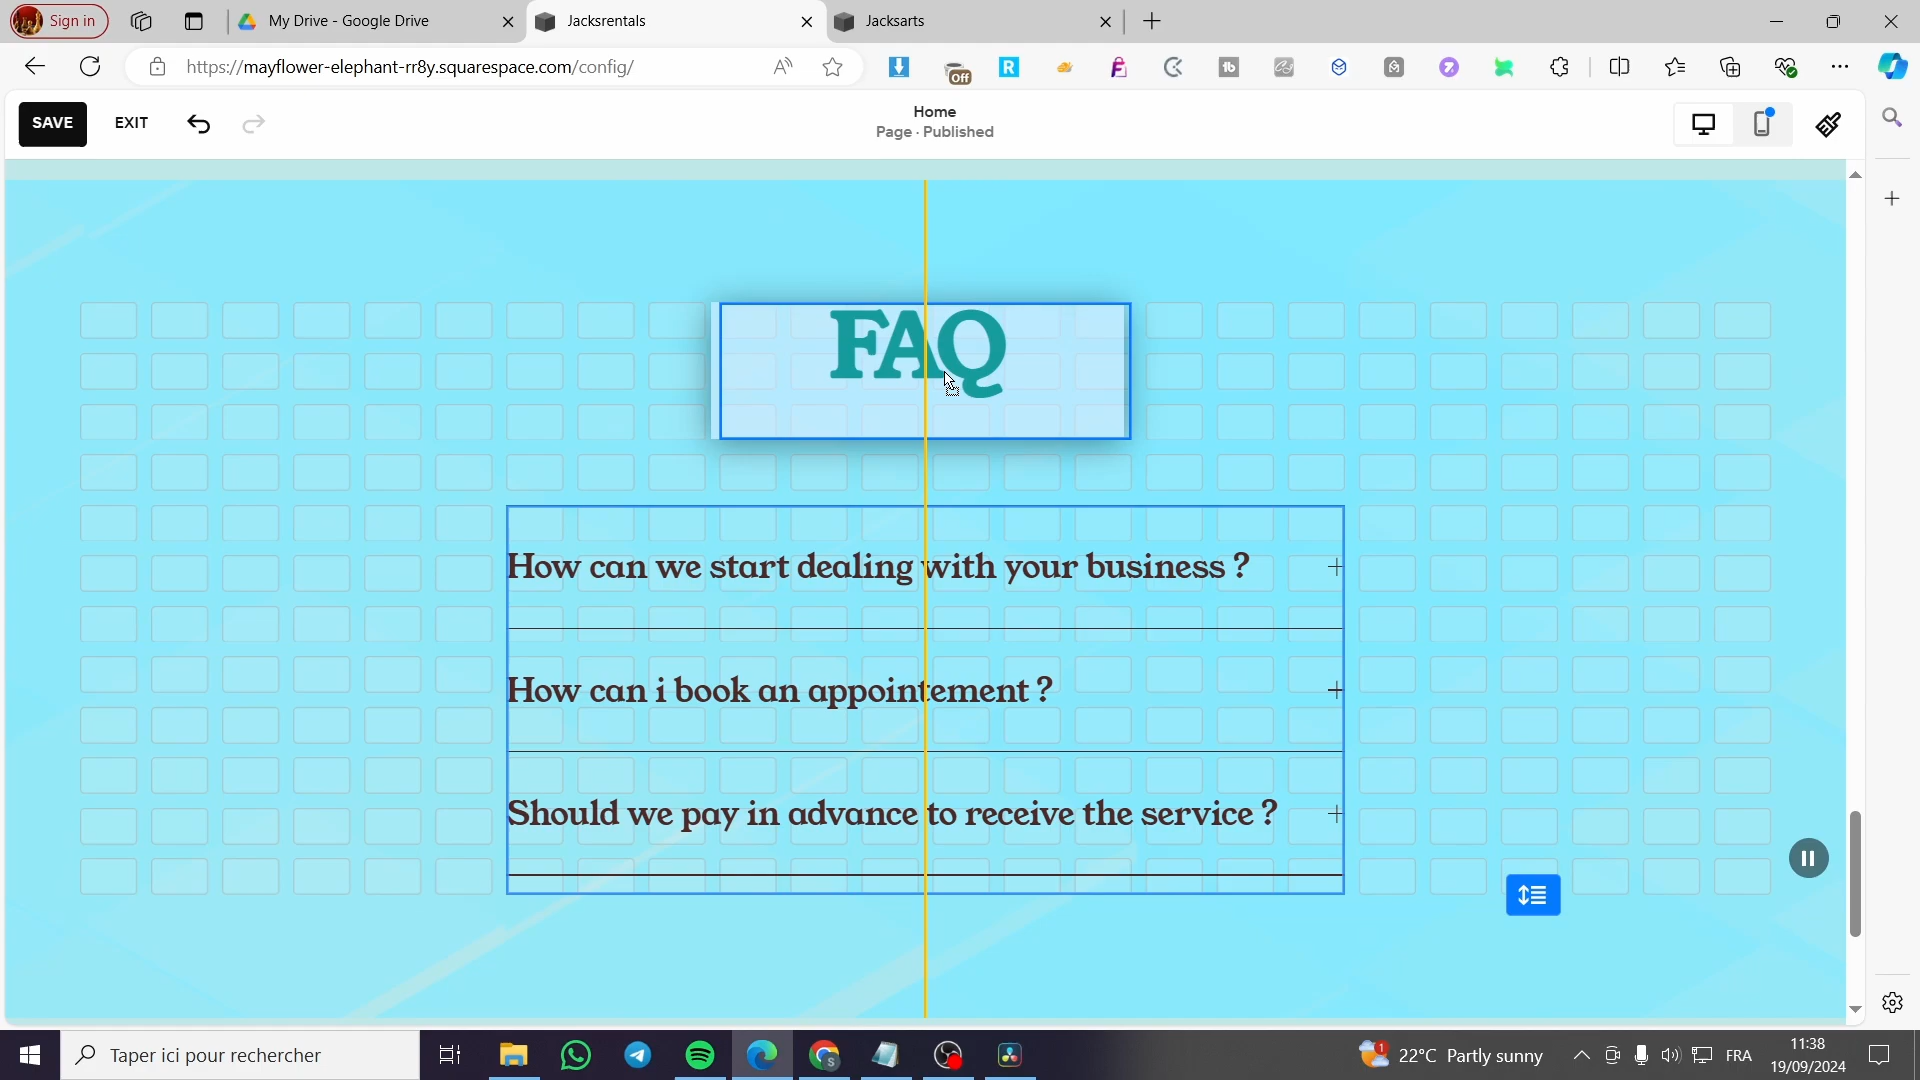 Sign in
My Drive - Google Drive
Jacksrentals
Jacksarts
https://mayflower-elephant-rr8y.squarespace.com/config/
Off
SAVE
EXIT
Home
Page · Published
FAQ
How can we start dealing with your business ?
How can i book an appointement ?
Should we pay in advance to receive the service ?
Taper ici pour rechercher
1
22°C Partly sunny
FRA
11:38
19/09/2024